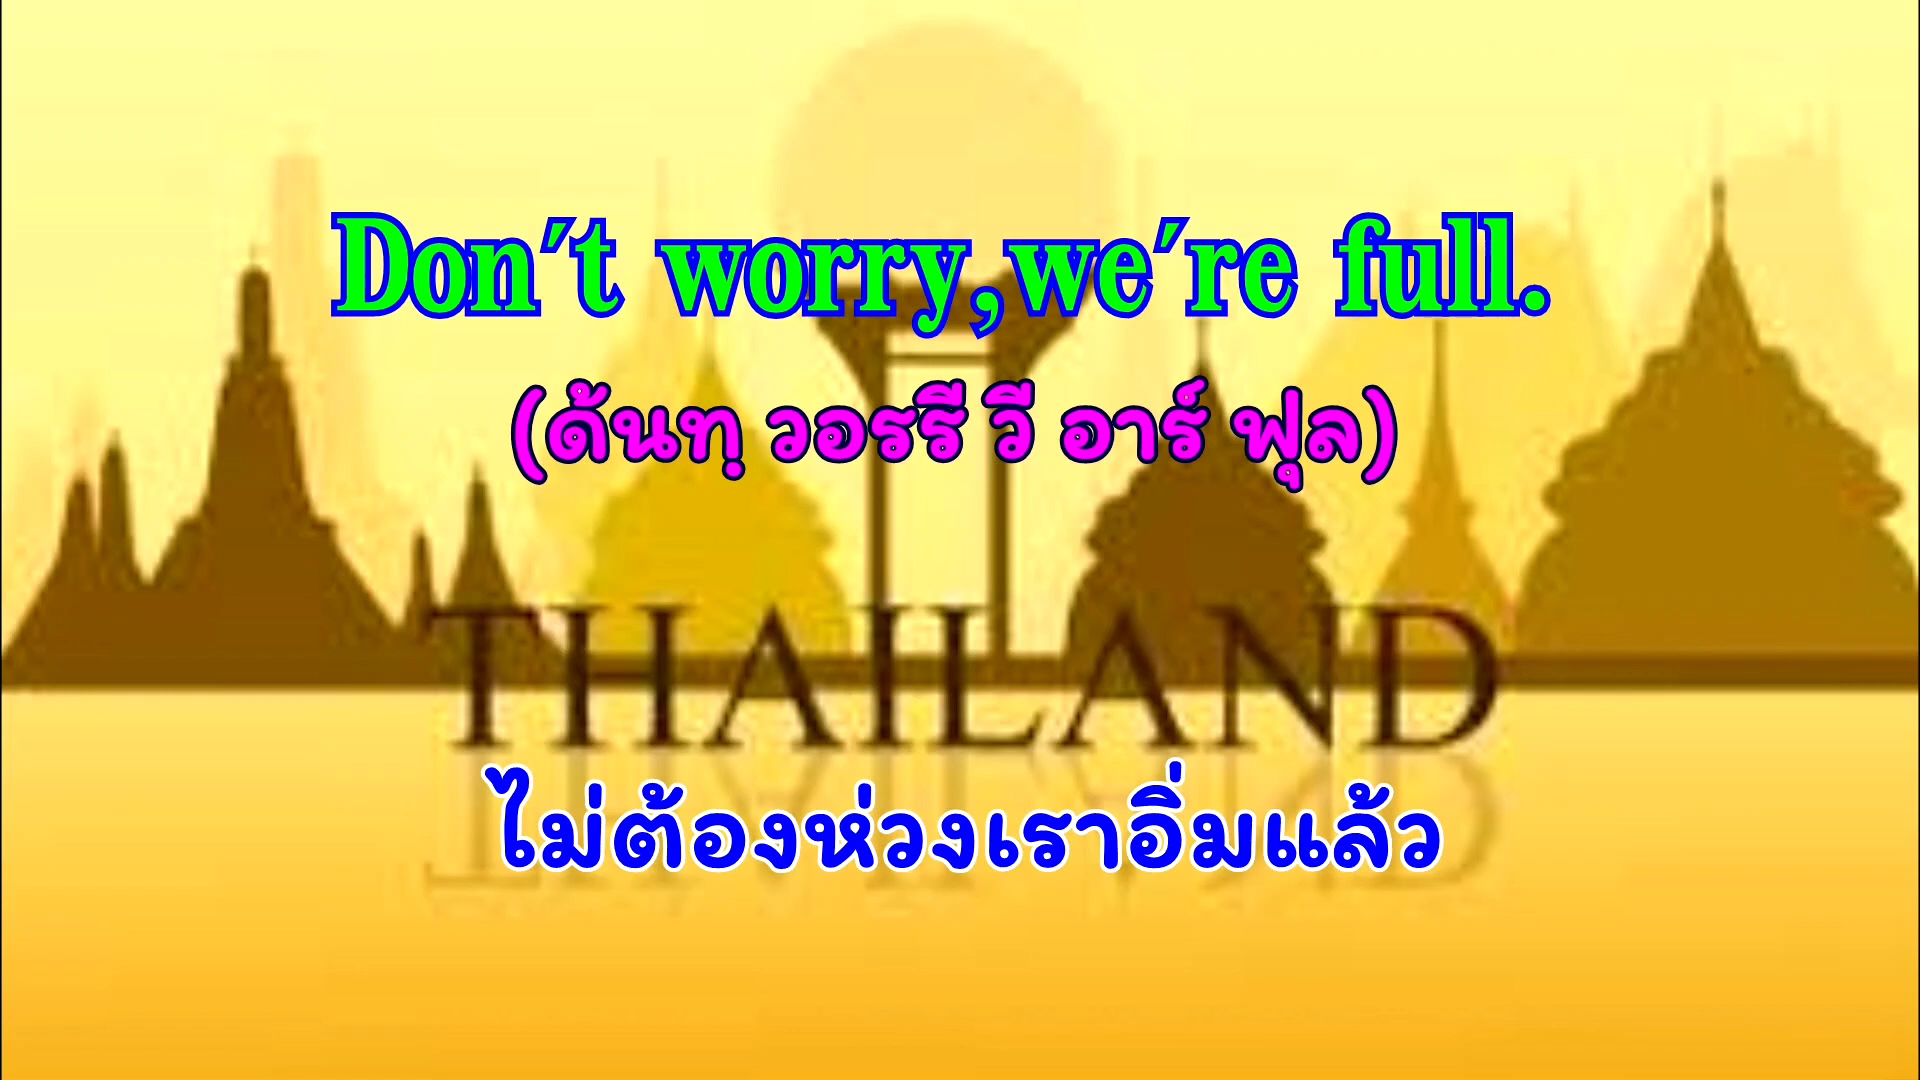 Don't worry,we're full.
(ด้นทฺ วอรรี วี อาร์ ฟุล)
THAILAND
ไม่ต้องห่วงเราอิ่มแล้ว